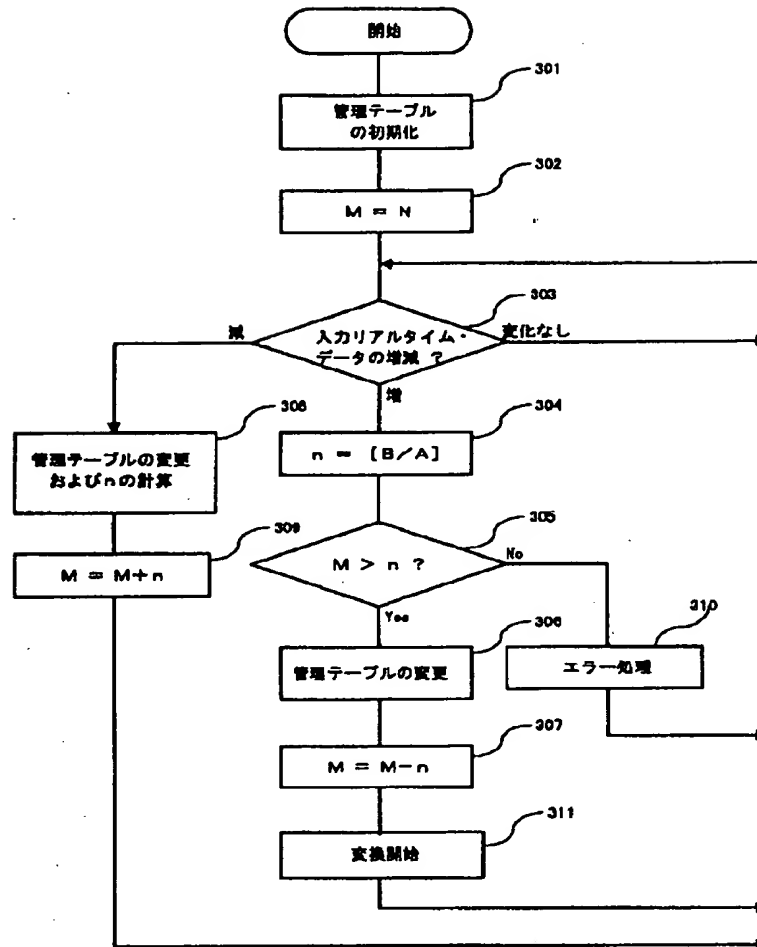 開始
301
管理テーブル
の初期化
302
M = N
303
入力リアルタイム・
データの増減 ?
減
変化なし
増
304
n = [B/A]
308
管理テーブルの変更
およびnの計算
305
M > n ?
No
Yes
309
M = M+n
306
管理テーブルの変更
310
エラー処理
307
M = M-n
311
変換開始